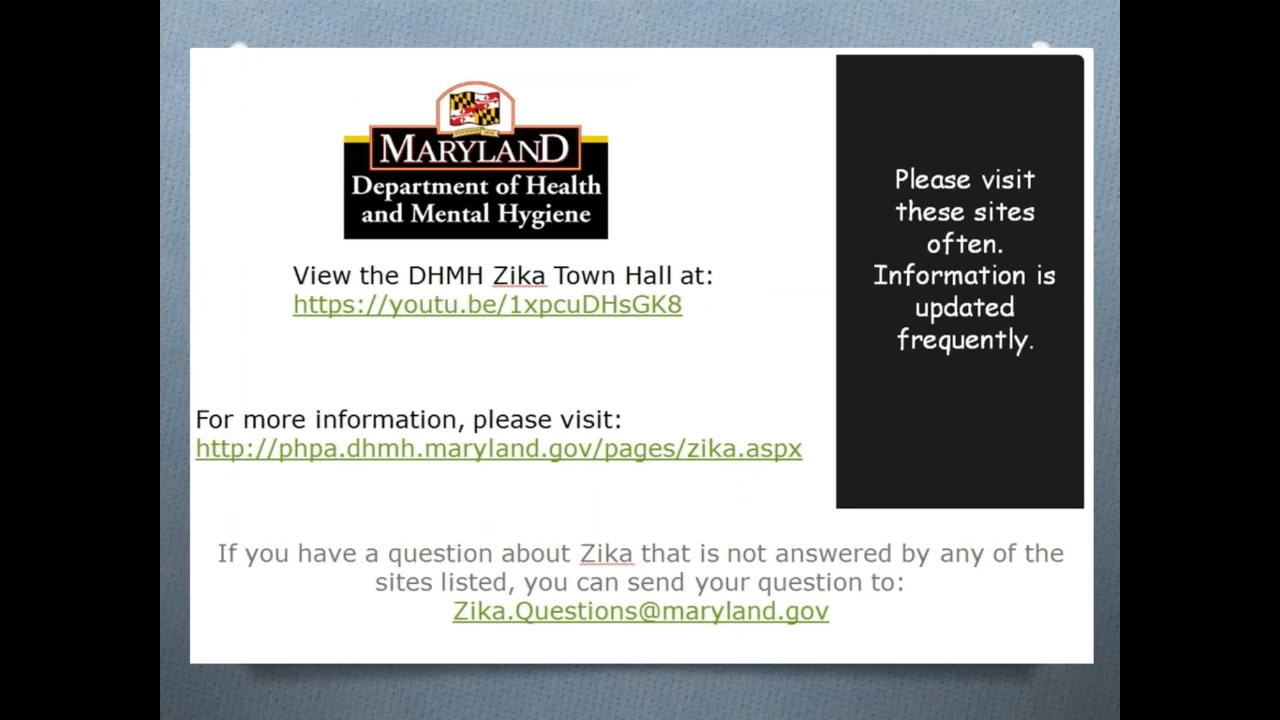 MARYLAND
Department of Health
and Mental Hygiene
View the DHMH Zika Town Hall at:
https://youtu.be/1xpcuDHsGK8
For more information, please visit:
http://phpa.dhmh.maryland.gov/pages/zika.aspx
Please visit
these sites
often.
Information is
updated
frequently.
If you have a question about Zika that is not answered by any of the
sites listed, you can send your question to:
Zika.Questions@maryland.gov